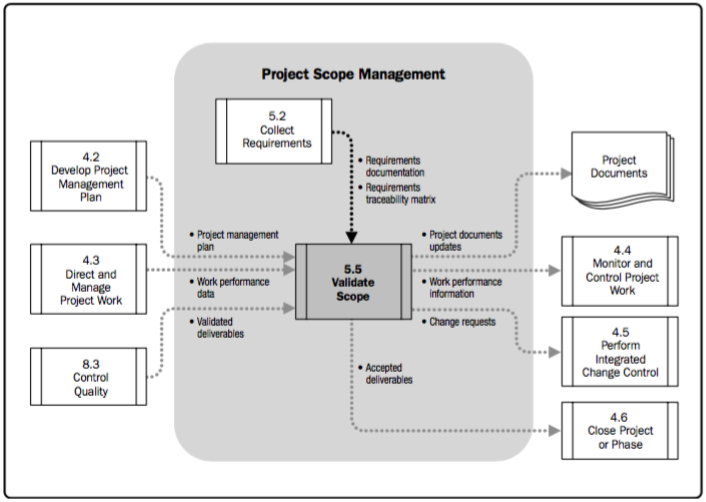 Project Scope Management
5.2
Collect
Requirements
4.2
Develop Project
Management
Plan
• Requirements
documentation
• Requirements
traceability matrix
Project
Documents
• Project management
plan
• Project documents
updates
4.3
Direct and
Manage
Project Work
• Work performance
data
5.5
Validate
Scope
• Work performance
information
4.4
Monitor and
Control Project
Work
• Validated
deliverables
• Change requests
4.5
Perform
Integrated
Change Control
8.3
Control
Quality
• Accepted
deliverables
4.6
Close Project
or Phase